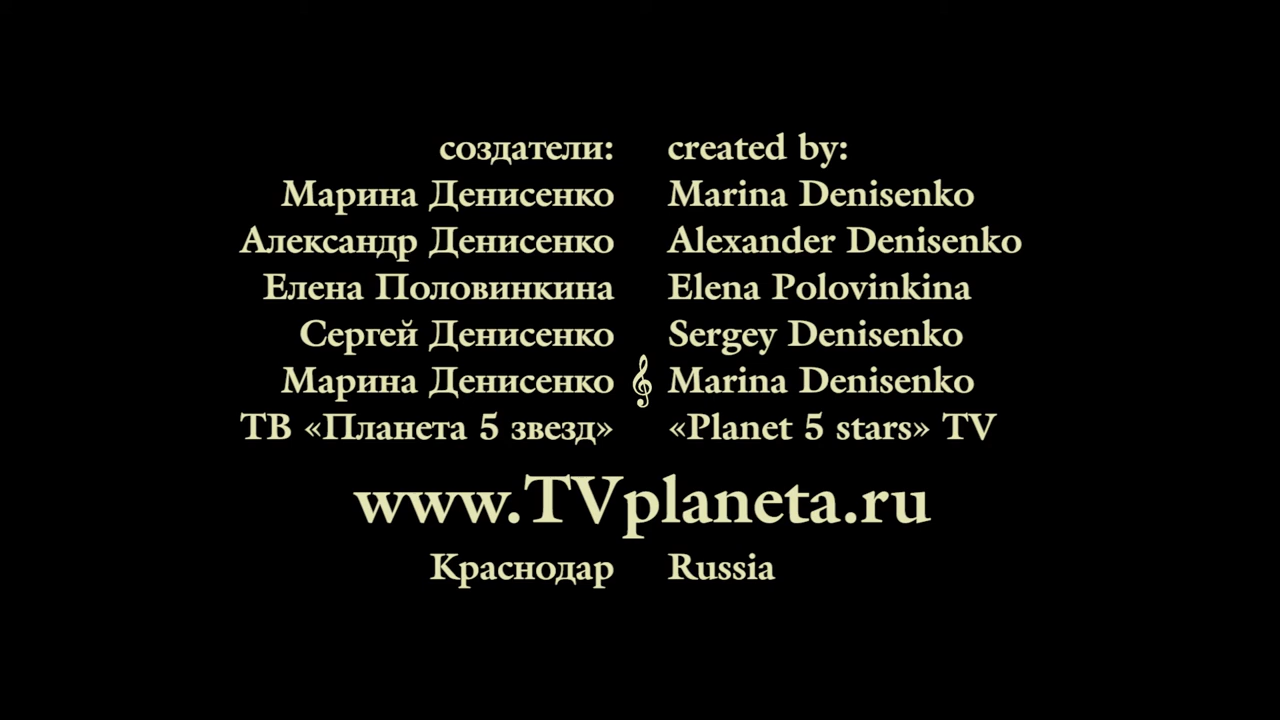 создатели: created by:
Марина Денисенко Marina Denisenko
Александр Денисенко Alexander Denisenko
Елена Половинкина Elena Polovinkina
Сергей Денисенко Sergey Denisenko
Марина Денисенко 𝄞 Marina Denisenko
ТВ «Планета 5 звезд» «Planet 5 stars» TV
www.TVplaneta.ru
Краснодар Russia